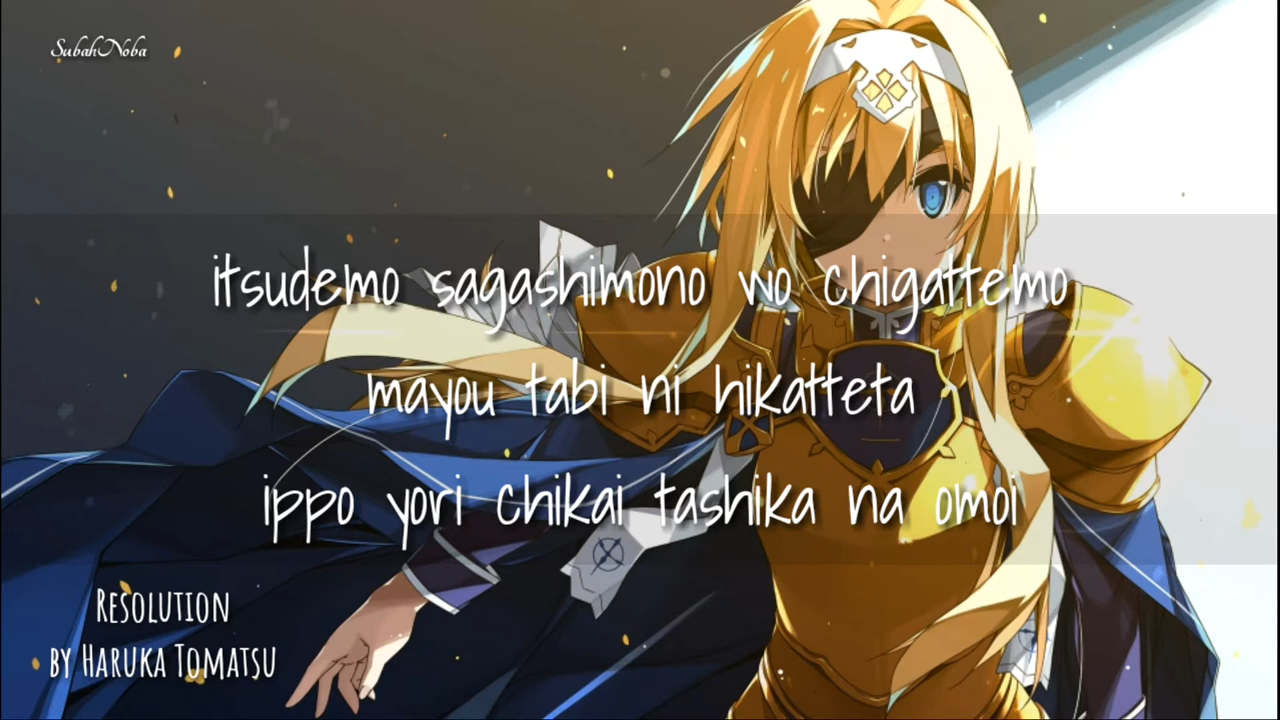 SubahNoba
itsudemo sagashimono wo chigattemo
mayou tabi ni hikatteta
ippo yori chikai tashika na omoi
Resolution
by Haruka Tomatsu